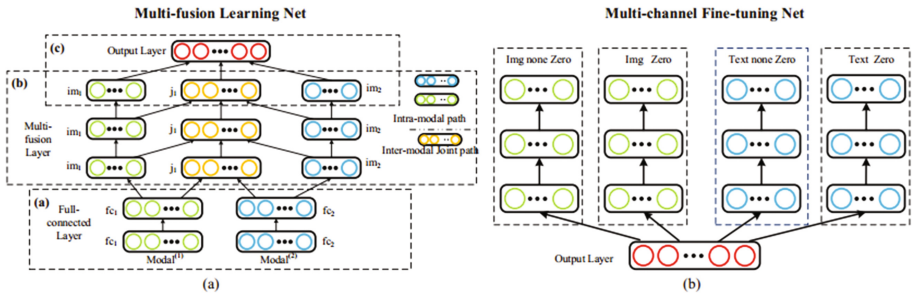 Multi-fusion Learning Net
(c)
Output Layer
(b)
im₁
j₁
im₂
im₁
j₁
im₂
Multi-
fusion
Layer
im₁
j₁
im₂
Intra-modal path
Inter-modal Joint path
(a)
Full-
connected
Layer
fc₁
fc₂
fc₁
fc₂
Modal⁽¹⁾
Modal⁽²⁾
(a)
Multi-channel Fine-tuning Net
Img none Zero
Img Zero
Text none Zero
Text Zero
Output Layer
(b)